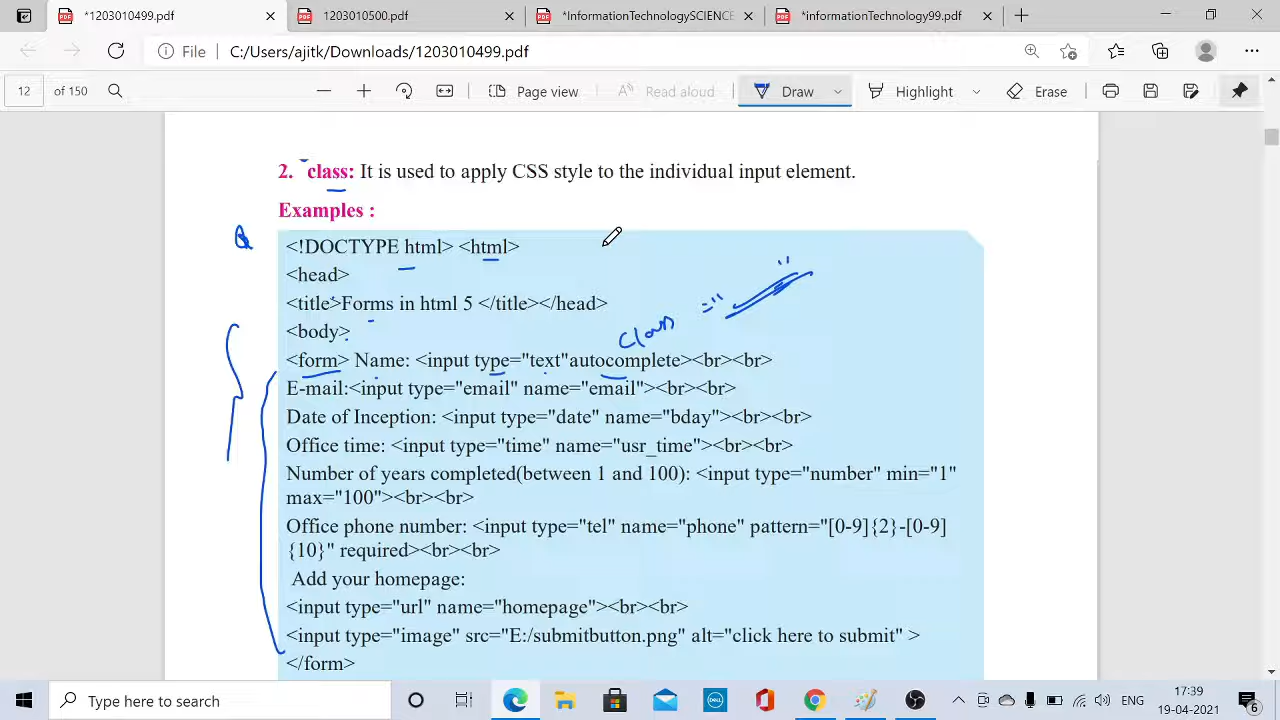 *1203010499.pdf
1203010500.pdf
*InformationTechnologySCIENCE
*InformationTechnology99.pdf
File
C:/Users/ajitk/Downloads/1203010499.pdf
12 of 150
Page view
Read aloud
Draw
Highlight
Erase
2. class: It is used to apply CSS style to the individual input element.
Examples :
<!DOCTYPE html> <html>
<head>
<title>Forms in html 5 </title></head>
<body>
class =" "
<form> Name: <input type="text"autocomplete><br><br>
E-mail:<input type="email" name="email"><br><br>
Date of Inception: <input type="date" name="bday"><br><br>
Office time: <input type="time" name="usr_time"><br><br>
Number of years completed(between 1 and 100): <input type="number" min="1"
max="100"><br><br>
Office phone number: <input type="tel" name="phone" pattern="[0-9]{2}-[0-9]
{10}" required><br><br>
Add your homepage:
<input type="url" name="homepage"><br><br>
<input type="image" src="E:/submitbutton.png" alt="click here to submit" >
</form>
Type here to search
DELL
ENG
17:39
19-04-2021
6